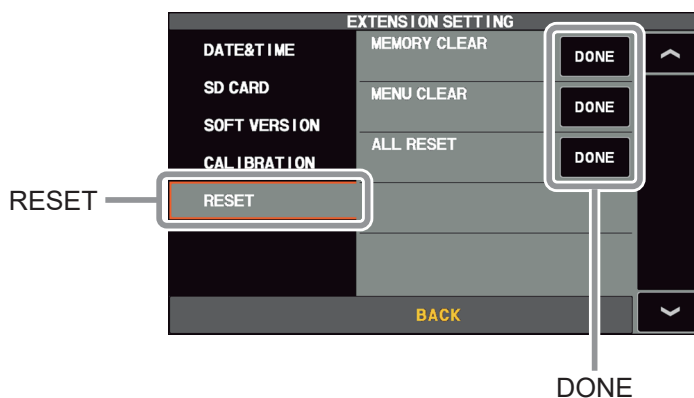 EXTENSION SETTING
DATE&TIME
SD CARD
SOFT VERSION
CALIBRATION
RESET
MEMORY CLEAR
DONE
MENU CLEAR
DONE
ALL RESET
DONE
BACK
RESET
DONE